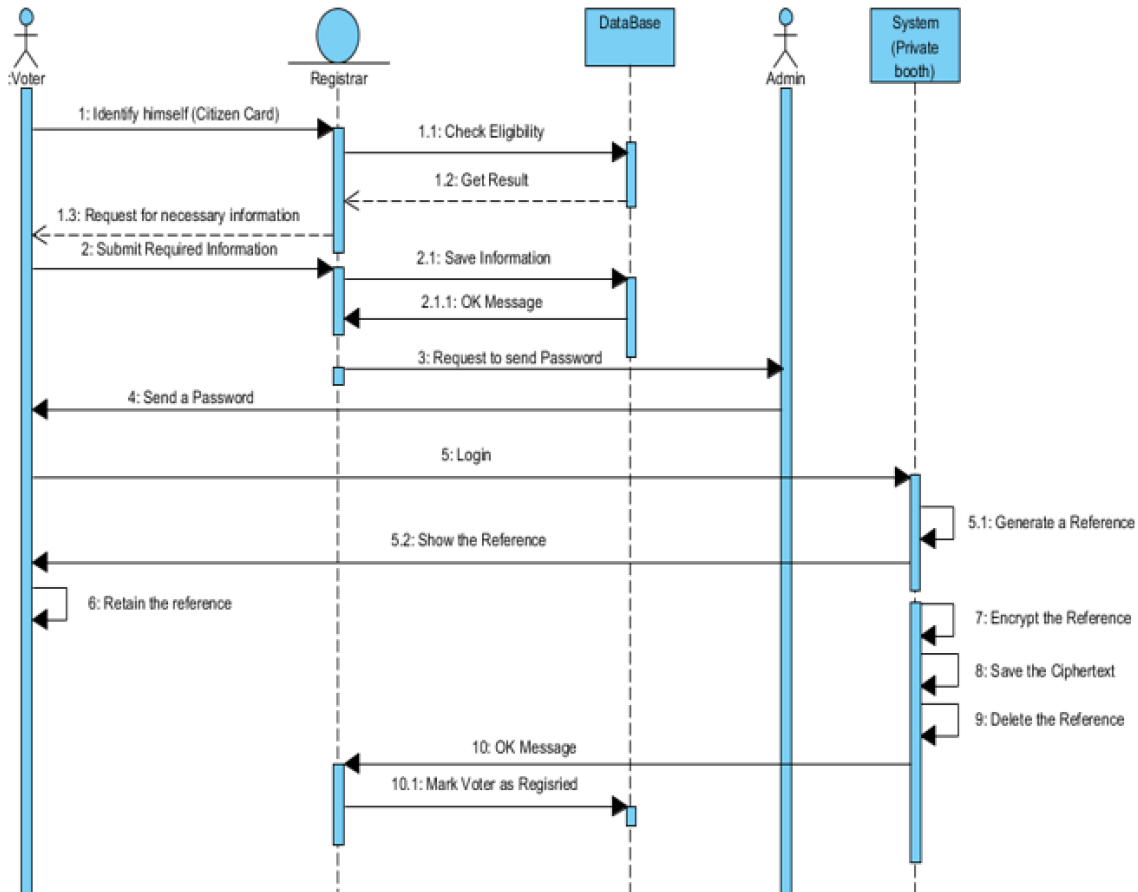 :Voter
Registrar
DataBase
Admin
System
(Private
booth)
1: Identify himself (Citizen Card)
1.1: Check Eligibility
1.2: Get Result
1.3: Request for necessary information
2: Submit Required Information
2.1: Save Information
2.1.1: OK Message
3: Request to send Password
4: Send a Password
5: Login
5.1: Generate a Reference
5.2: Show the Reference
6: Retain the reference
7: Encrypt the Reference
8: Save the Ciphertext
9: Delete the Reference
10: OK Message
10.1: Mark Voter as Regisried